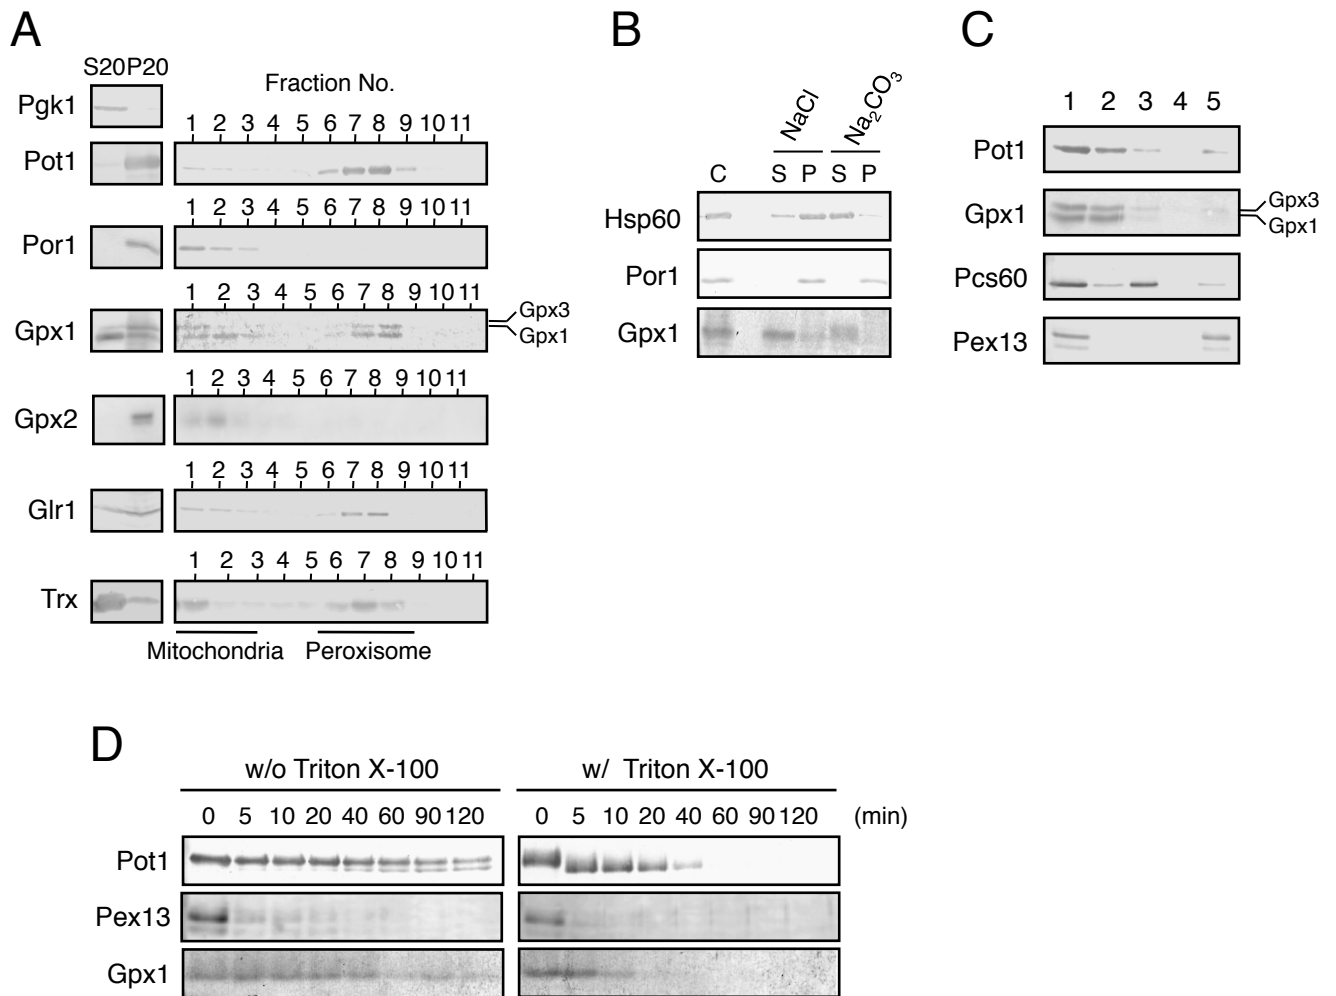 A
S20 P20
Fraction No.
Pgk1
1 2 3 4 5 6 7 8 9 10 11
Pot1
1 2 3 4 5 6 7 8 9 10 11
Por1
1 2 3 4 5 6 7 8 9 10 11
Gpx1
Gpx3
Gpx1
1 2 3 4 5 6 7 8 9 10 11
Gpx2
1 2 3 4 5 6 7 8 9 10 11
Glr1
1 2 3 4 5 6 7 8 9 10 11
Trx
Mitochondria Peroxisome
B
NaCl Na₂CO₃
C S P S P
Hsp60
Por1
Gpx1
C
1 2 3 4 5
Pot1
Gpx1
Gpx3
Gpx1
Pcs60
Pex13
D
w/o Triton X-100 w/ Triton X-100
0 5 10 20 40 60 90 120 0 5 10 20 40 60 90 120 (min)
Pot1
Pex13
Gpx1